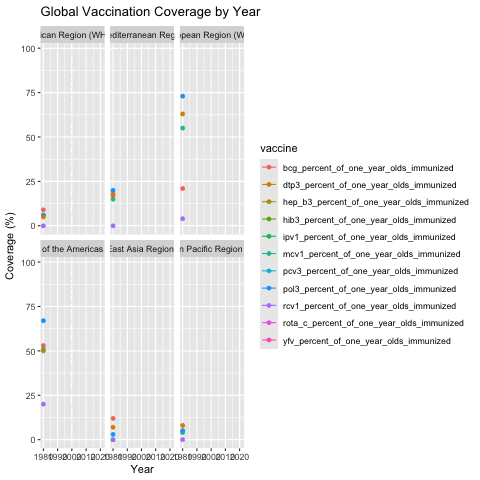 Global Vaccination Coverage by Year
ican Region (WH
editerranean Reg
opean Region (W
100
75
50
25
0
of the Americas
East Asia Region
n Pacific Region
100
75
50
25
0
Coverage (%)
Year
vaccine
bcg_percent_of_one_year_olds_immunized
dtp3_percent_of_one_year_olds_immunized
hep_b3_percent_of_one_year_olds_immunized
hib3_percent_of_one_year_olds_immunized
ipv1_percent_of_one_year_olds_immunized
mcv1_percent_of_one_year_olds_immunized
pcv3_percent_of_one_year_olds_immunized
pol3_percent_of_one_year_olds_immunized
rcv1_percent_of_one_year_olds_immunized
rota_c_percent_of_one_year_olds_immunized
yfv_percent_of_one_year_olds_immunized